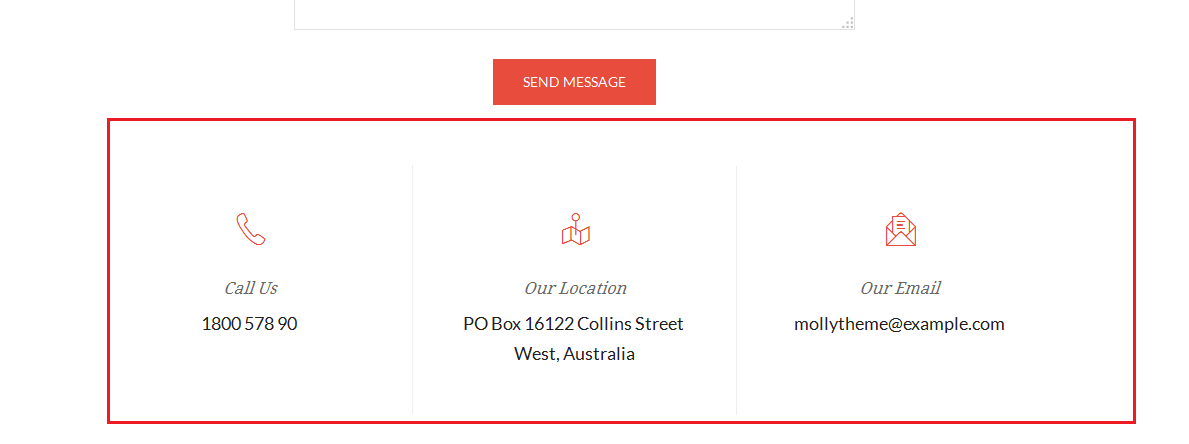 SEND MESSAGE
Call Us
Our Location
Our Email
1800 578 90
PO Box 16122 Collins Street
West, Australia
mollytheme@example.com